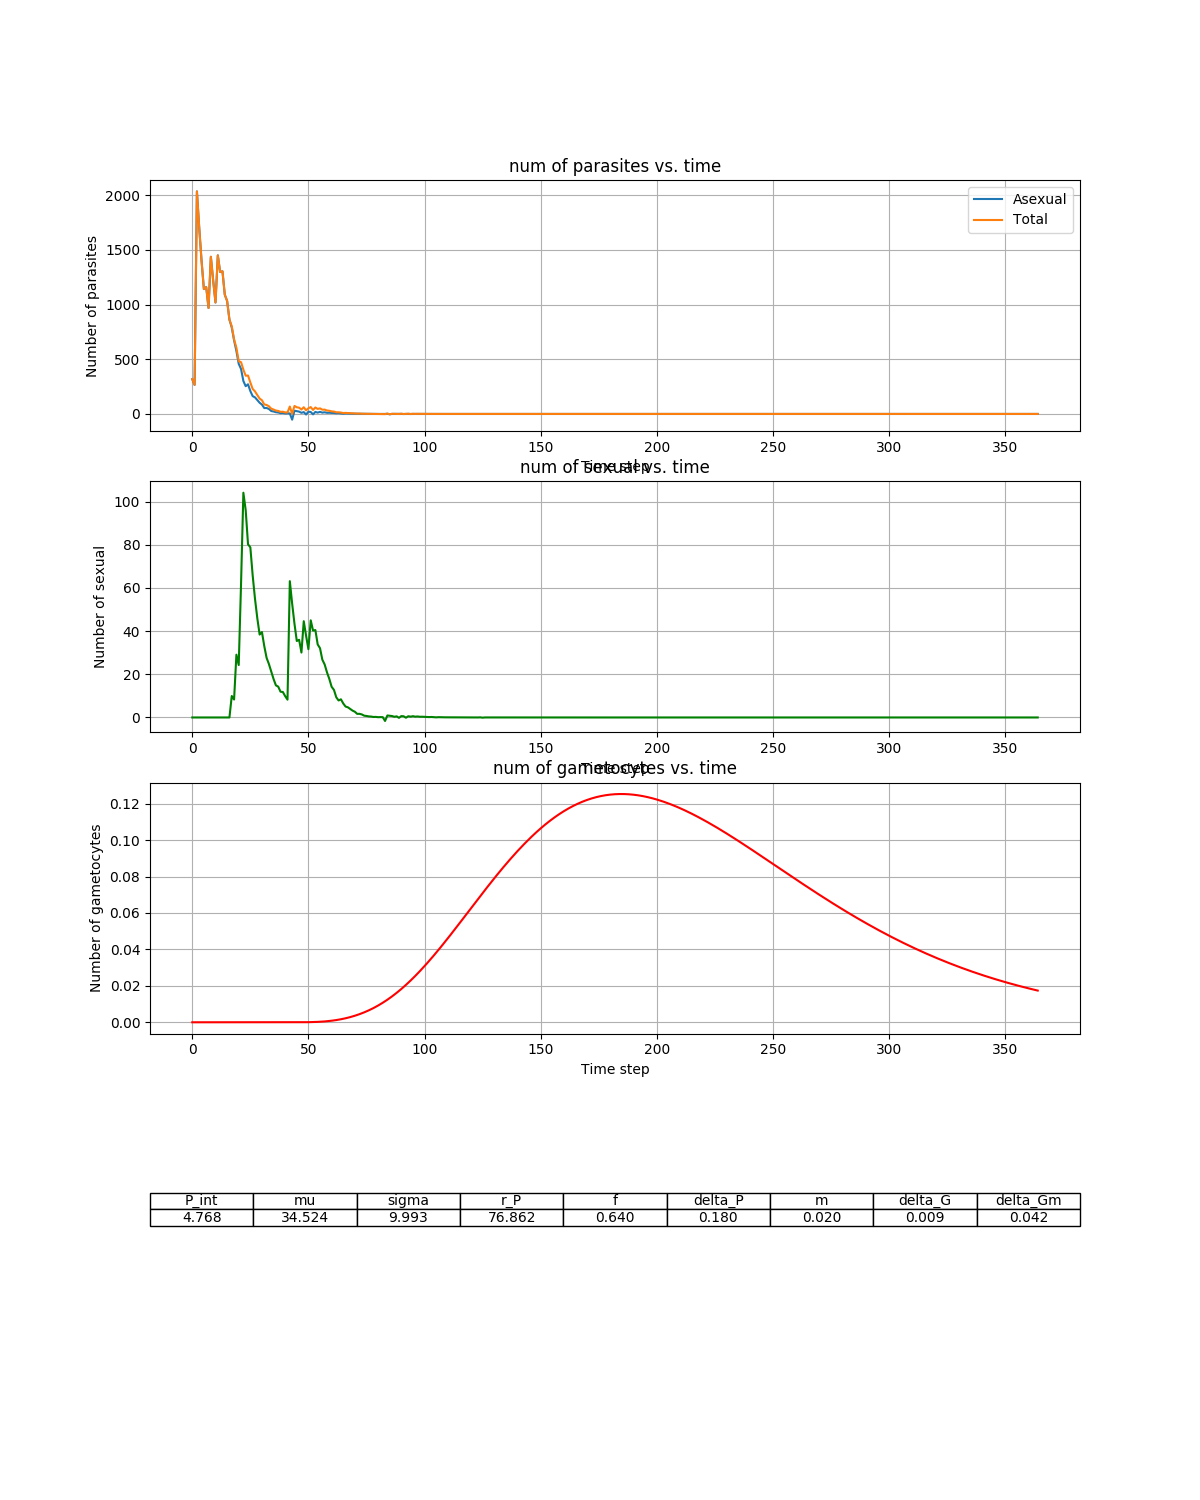 num of parasites vs. time
Number of parasites
2000
1500
1000
500
0
Asexual
Total
0 50 100 150 200 250 300 350
Time step
num of sexual vs. time
Number of sexual
100
80
60
40
20
0
0 50 100 150 200 250 300 350
Time step
num of gametocytes vs. time
Number of gametocytes
0.12
0.10
0.08
0.06
0.04
0.02
0.00
0 50 100 150 200 250 300 350
Time step
P_int mu sigma r_P f delta_P m delta_G delta_Gm
4.768 34.524 9.993 76.862 0.640 0.180 0.020 0.009 0.042